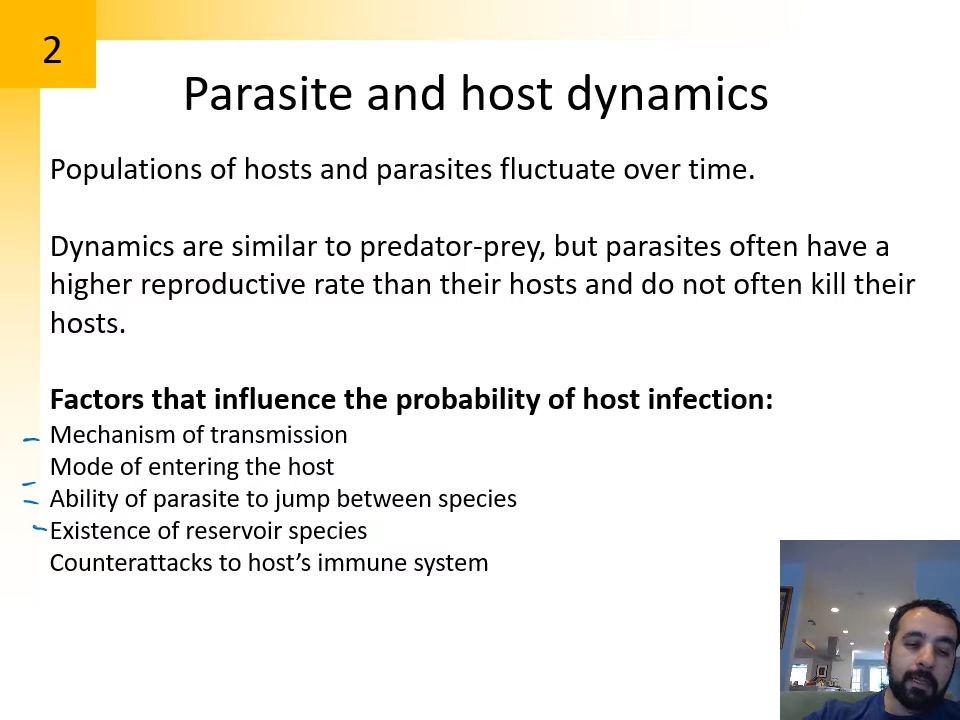 2
Parasite and host dynamics
Populations of hosts and parasites fluctuate over time.
Dynamics are similar to predator-prey, but parasites often have a
higher reproductive rate than their hosts and do not often kill their
hosts.
Factors that influence the probability of host infection:
Mechanism of transmission
Mode of entering the host
Ability of parasite to jump between species
Existence of reservoir species
Counterattacks to host’s immune system